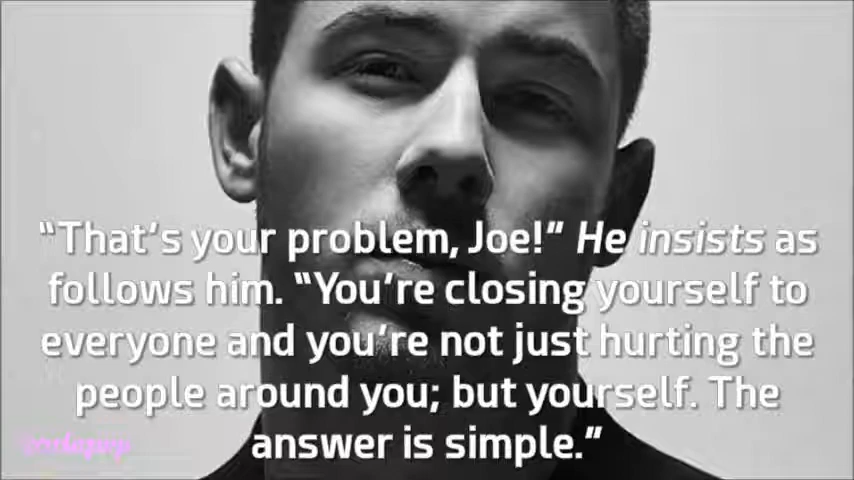 “That's your problem, Joe!” He insists as
follows him. “You're closing yourself to
everyone and you're not just hurting the
people around you; but yourself. The
answer is simple.”